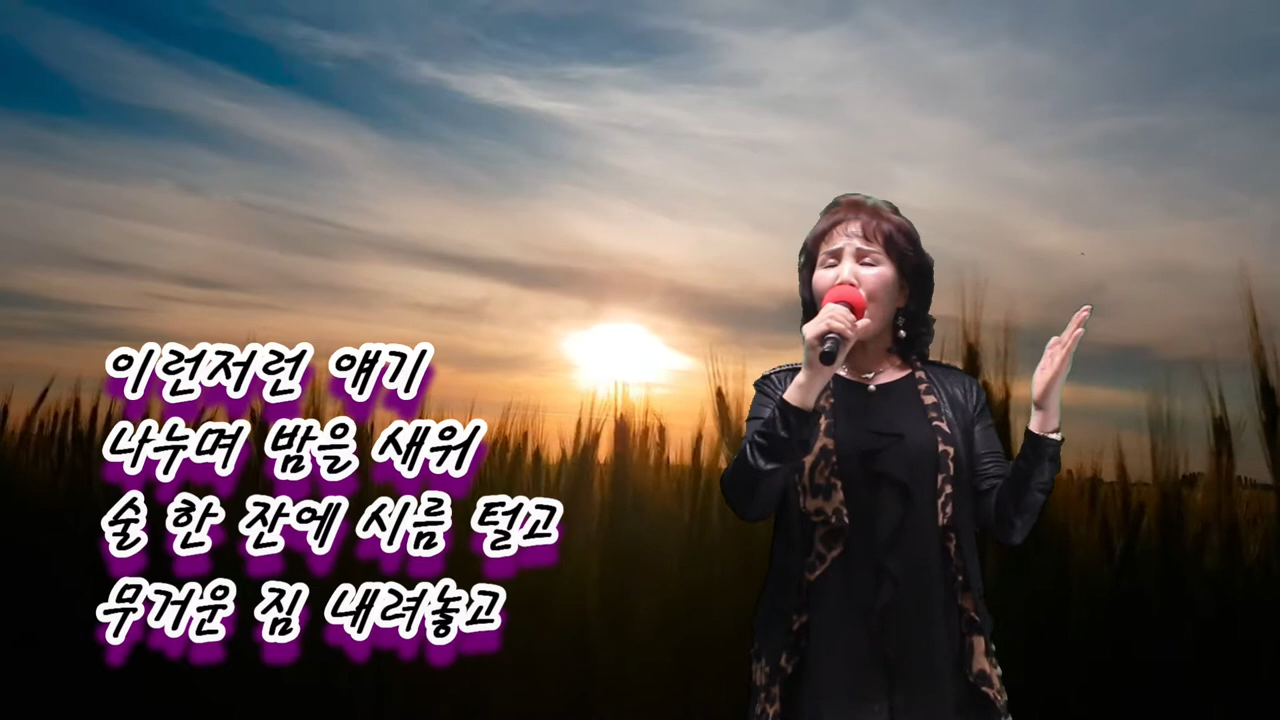 이런저런 얘기
나누며 밤을 새워
술 한 잔에 시름 털고
무거운 짐 내려놓고